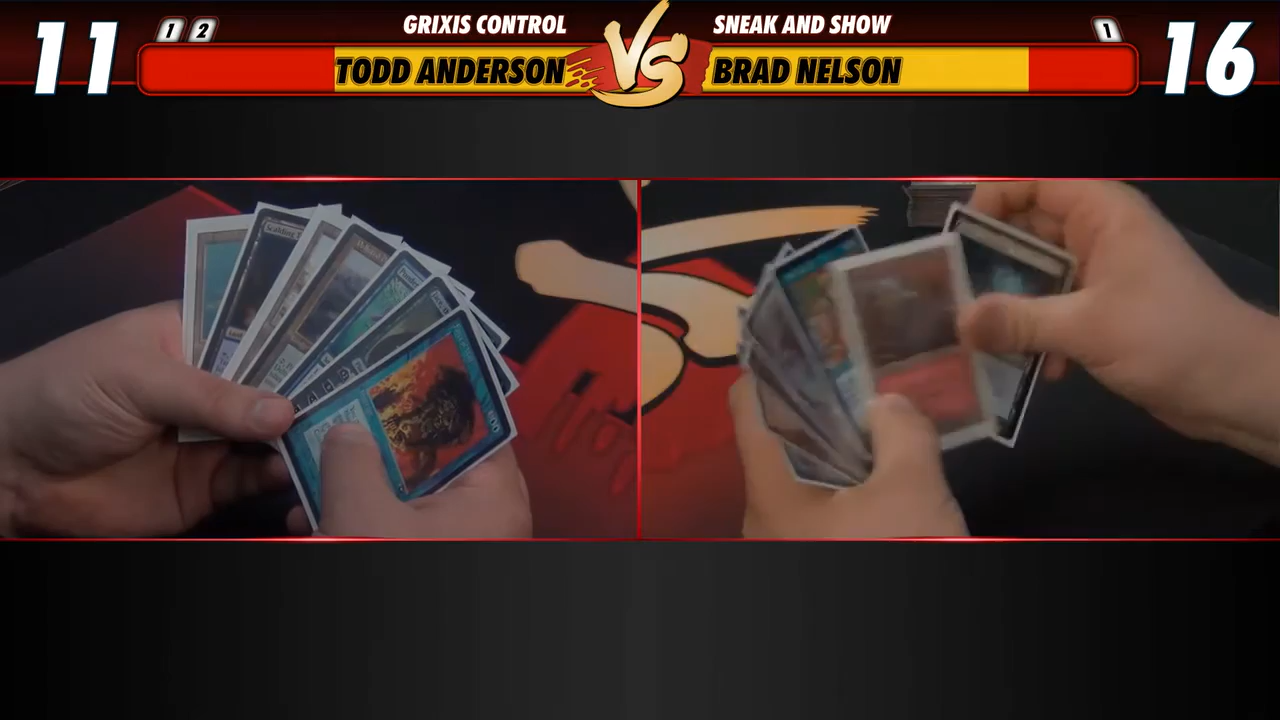 11
1 2
GRIXIS CONTROL
TODD ANDERSON
VS
SNEAK AND SHOW
BRAD NELSON
1
16